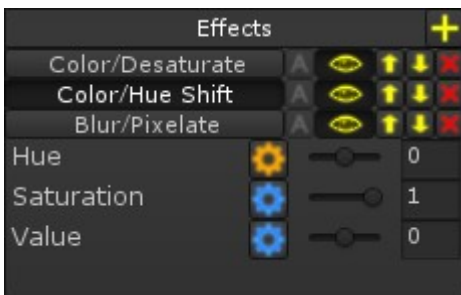 Effects
Color/Desaturate A
Color/Hue Shift A
Blur/Pixelate A
Hue 0
Saturation 1
Value 0